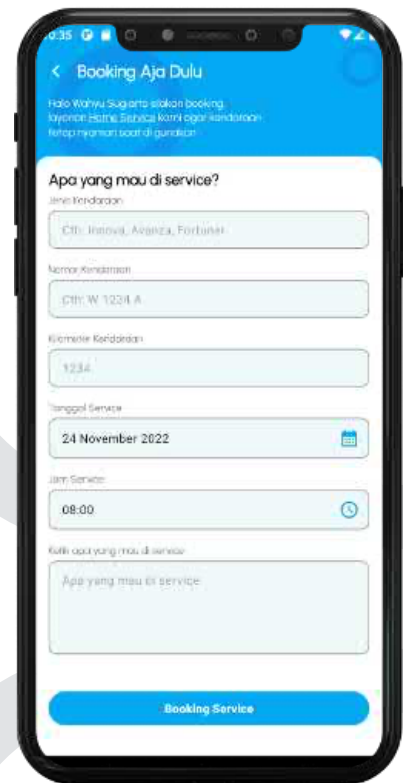 0:35
Booking Aja Dulu
Halo Wahyu Sugiarto silakan booking
layanan Home Service kami agar kendaraan
tetap nyaman saat di gunakan
Apa yang mau di service?
Jenis Kendaraan
Cth: Innova, Avanza, Fortuner
Nomor Kendaraan
Cth: W 1234 A
Kilometer Kendaraan
1234
Tanggal Service
24 November 2022
Jam Service
08:00
Ketik apa yang mau di service
Apa yang mau di service
Booking Service